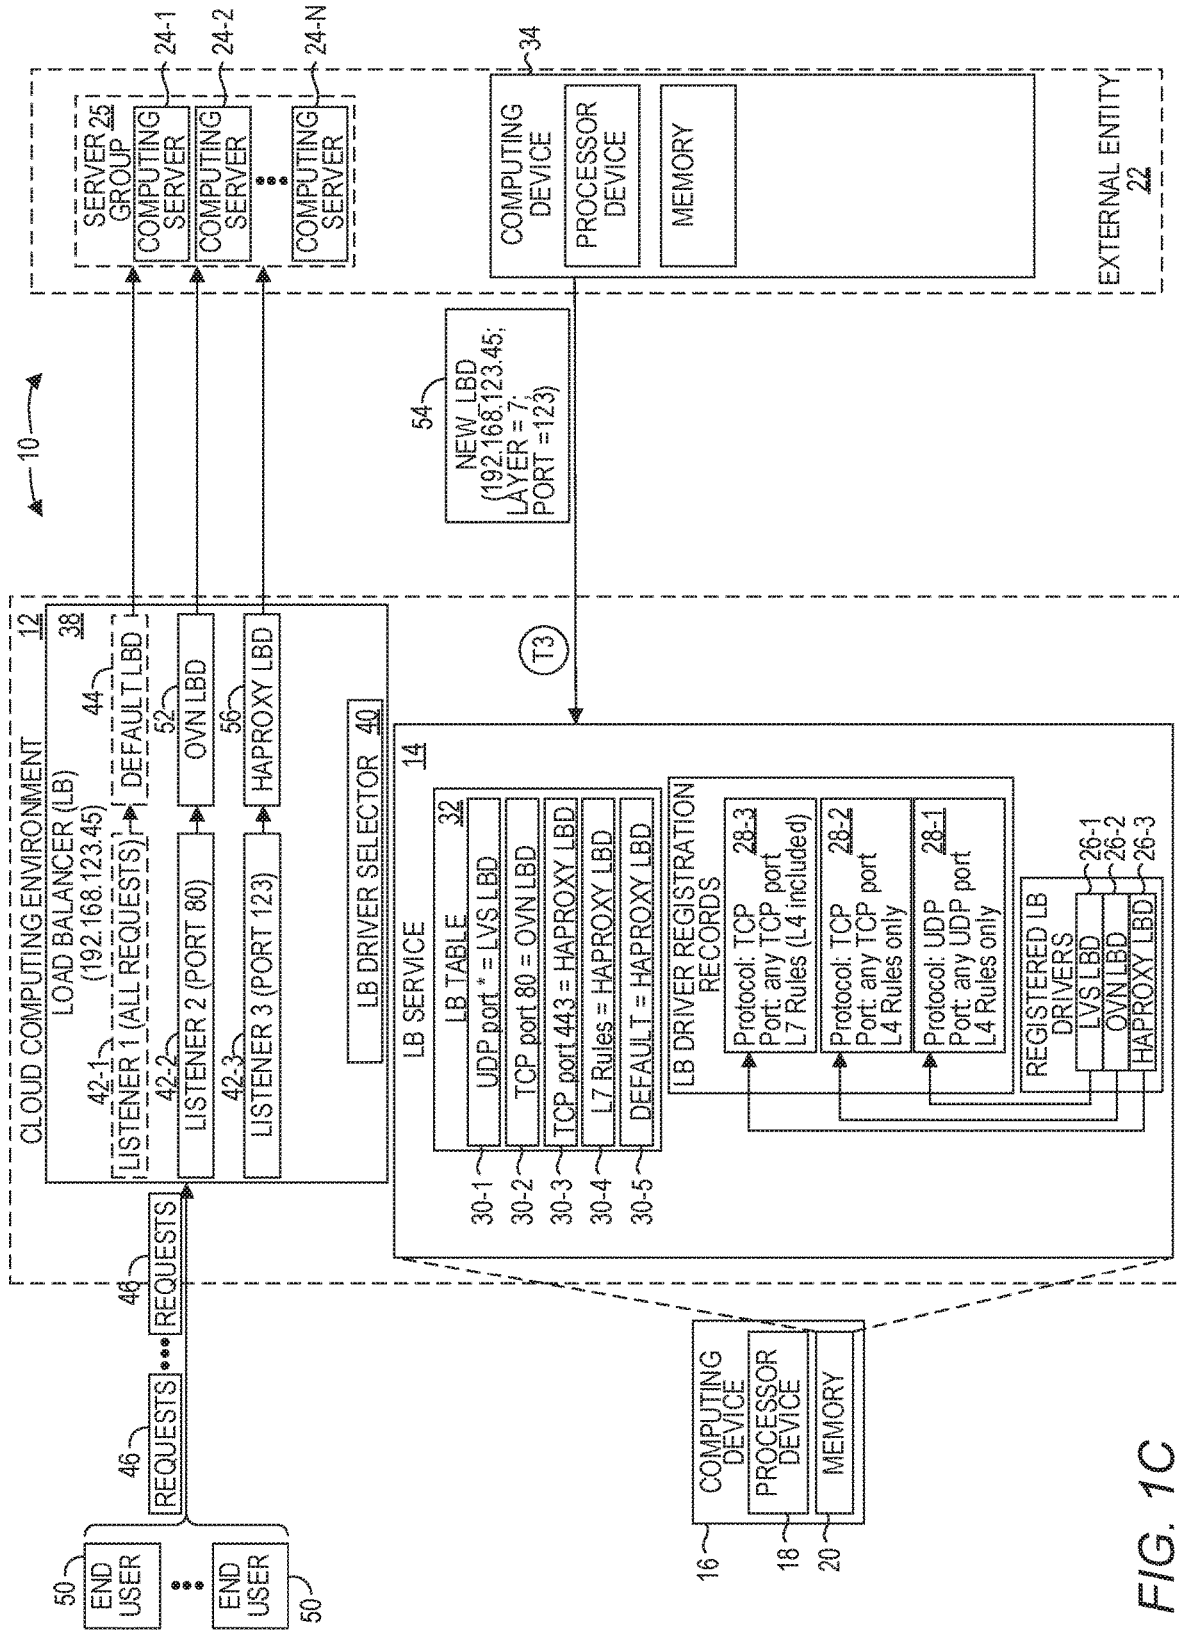 10
50
END
USER
END
USER
50
46
REQUESTS
46
REQUESTS
CLOUD COMPUTING ENVIRONMENT
12
LOAD BALANCER (LB)
(192.168.123.45)
38
42-1
LISTENER 1 (ALL REQUESTS)
44
DEFAULT LBD
42-2
LISTENER 2 (PORT 80)
52
OVN LBD
42-3
LISTENER 3 (PORT 123)
56
HAPROXY LBD
LB DRIVER SELECTOR
40
SERVER 25
GROUP
COMPUTING
SERVER
24-1
COMPUTING
SERVER
24-2
COMPUTING
SERVER
24-N
COMPUTING
DEVICE
34
PROCESSOR
DEVICE
MEMORY
EXTERNAL ENTITY
22
54
NEW_LBD
(192.168.123.45;
LAYER = 7;
PORT =123)
T3
LB SERVICE
14
LB TABLE
32
30-1
UDP port * = LVS LBD
30-2
TCP port 80 = OVN LBD
30-3
TCP port 443 = HAPROXY LBD
30-4
L7 Rules = HAPROXY LBD
30-5
DEFAULT = HAPROXY LBD
LB DRIVER REGISTRATION
RECORDS
Protocol: TCP 28-3
Port: any TCP port
L7 Rules (L4 included)
Protocol: TCP 28-2
Port: any TCP port
L4 Rules only
Protocol: UDP 28-1
Port: any UDP port
L4 Rules only
REGISTERED LB
DRIVERS
LVS LBD
26-1
OVN LBD
26-2
HAPROXY LBD
26-3
16
COMPUTING
DEVICE
18
PROCESSOR
DEVICE
20
MEMORY
FIG. 1C